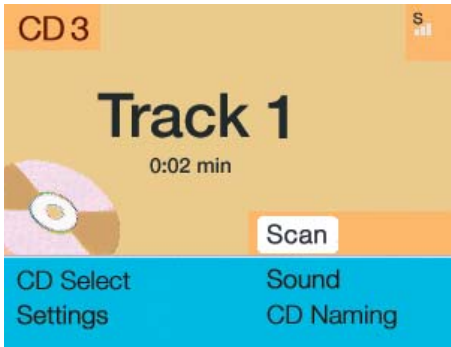 CD 3
S
Track 1
0:02 min
Scan
CD Select
Sound
Settings
CD Naming